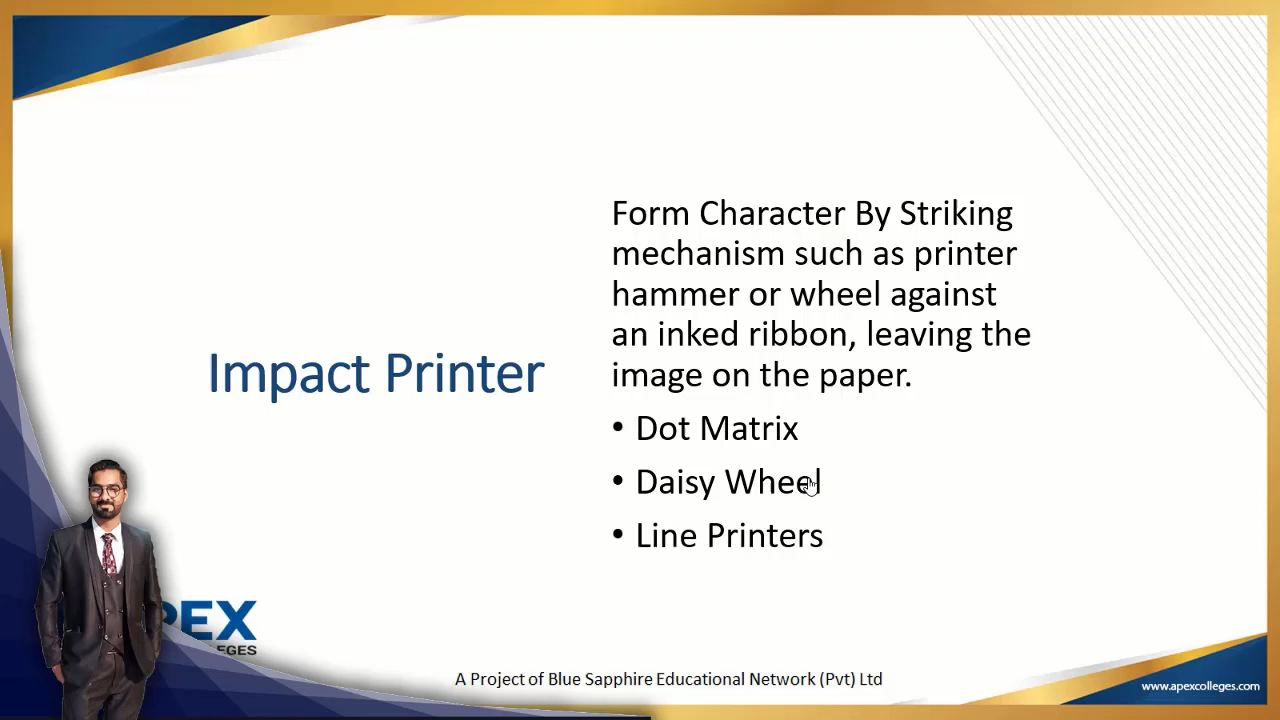 Form Character By Striking
mechanism such as printer
hammer or wheel against
an inked ribbon, leaving the
image on the paper.
Impact Printer
• Dot Matrix
• Daisy Wheel
• Line Printers
PEX
LEGES
A Project of Blue Sapphire Educational Network (Pvt) Ltd
www.apexcolleges.com